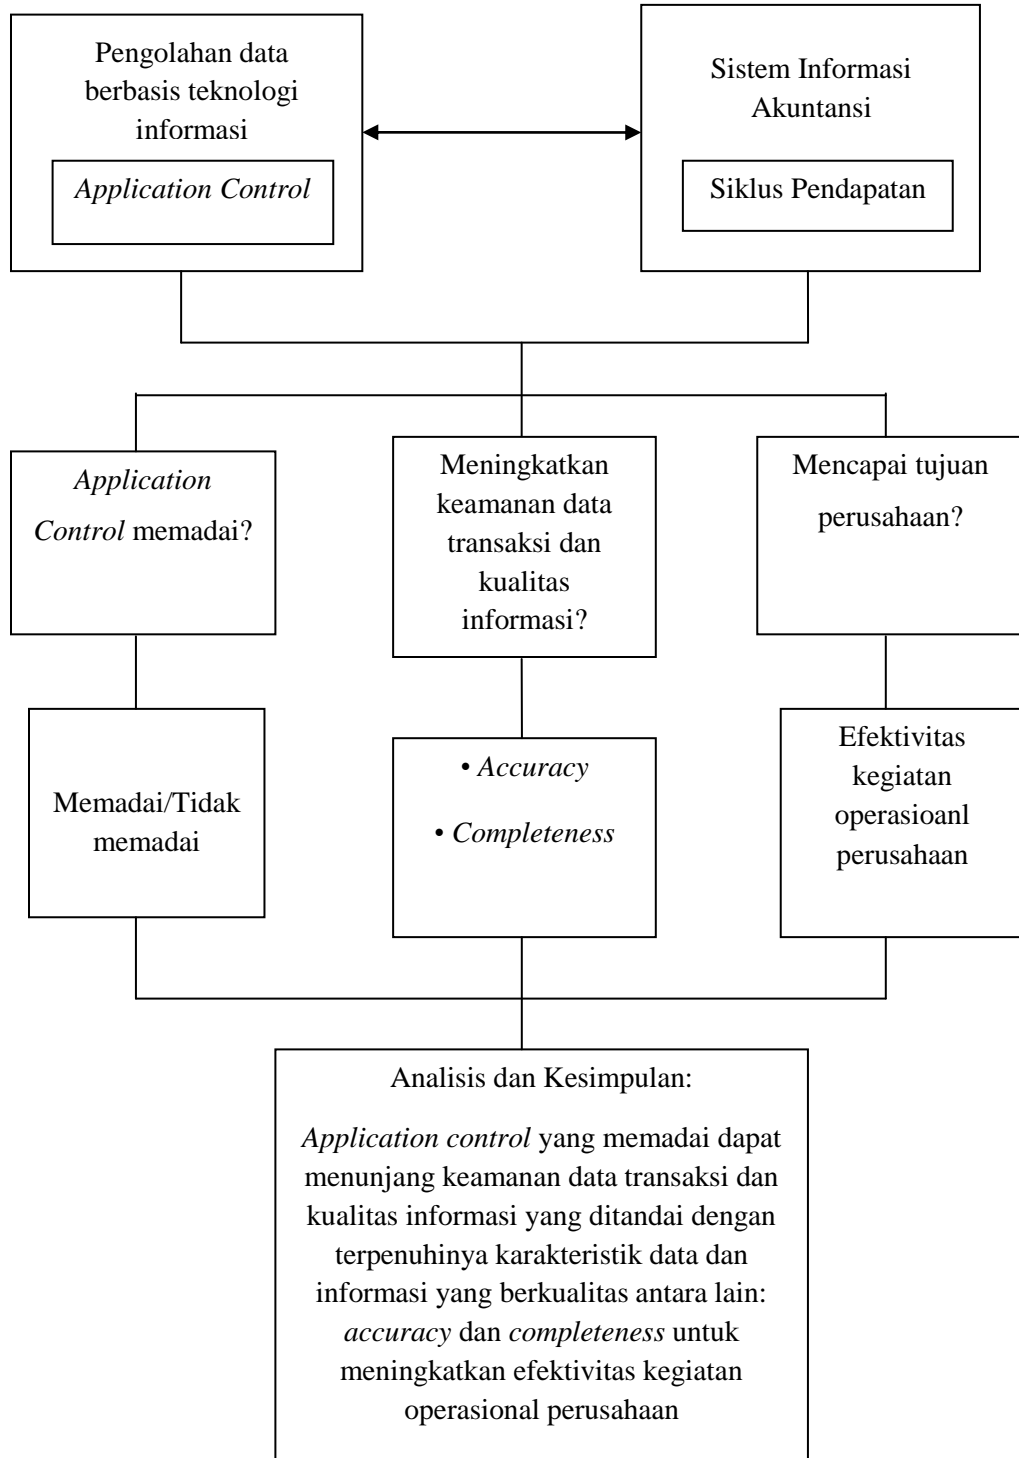 Pengolahan data
berbasis teknologi
informasi
Application Control
Sistem Informasi
Akuntansi
Siklus Pendapatan
Application
Control memadai?
Meningkatkan
keamanan data
transaksi dan
kualitas
informasi?
Mencapai tujuan
perusahaan?
Memadai/Tidak
memadai
• Accuracy
• Completeness
Efektivitas
kegiatan
operasioanl
perusahaan
Analisis dan Kesimpulan:
Application control yang memadai dapat
menunjang keamanan data transaksi dan
kualitas informasi yang ditandai dengan
terpenuhinya karakteristik data dan
informasi yang berkualitas antara lain:
accuracy dan completeness untuk
meningkatkan efektivitas kegiatan
operasional perusahaan